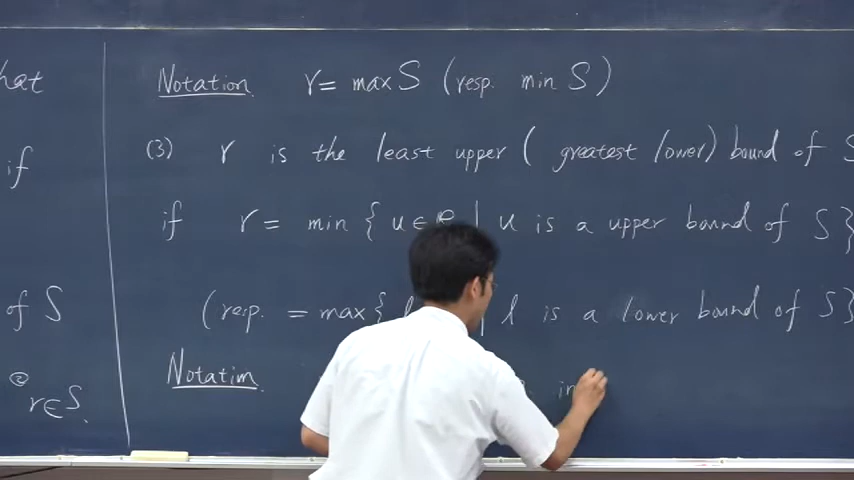 hat
if
of S
②
r∈S.
Notation. r = max S (resp. min S)
(3) r is the least upper (greatest lower) bound of S
if r = min { u ∈ | u is a upper bound of S}
(resp. = max { l | l is a lower bound of S}
Notation.